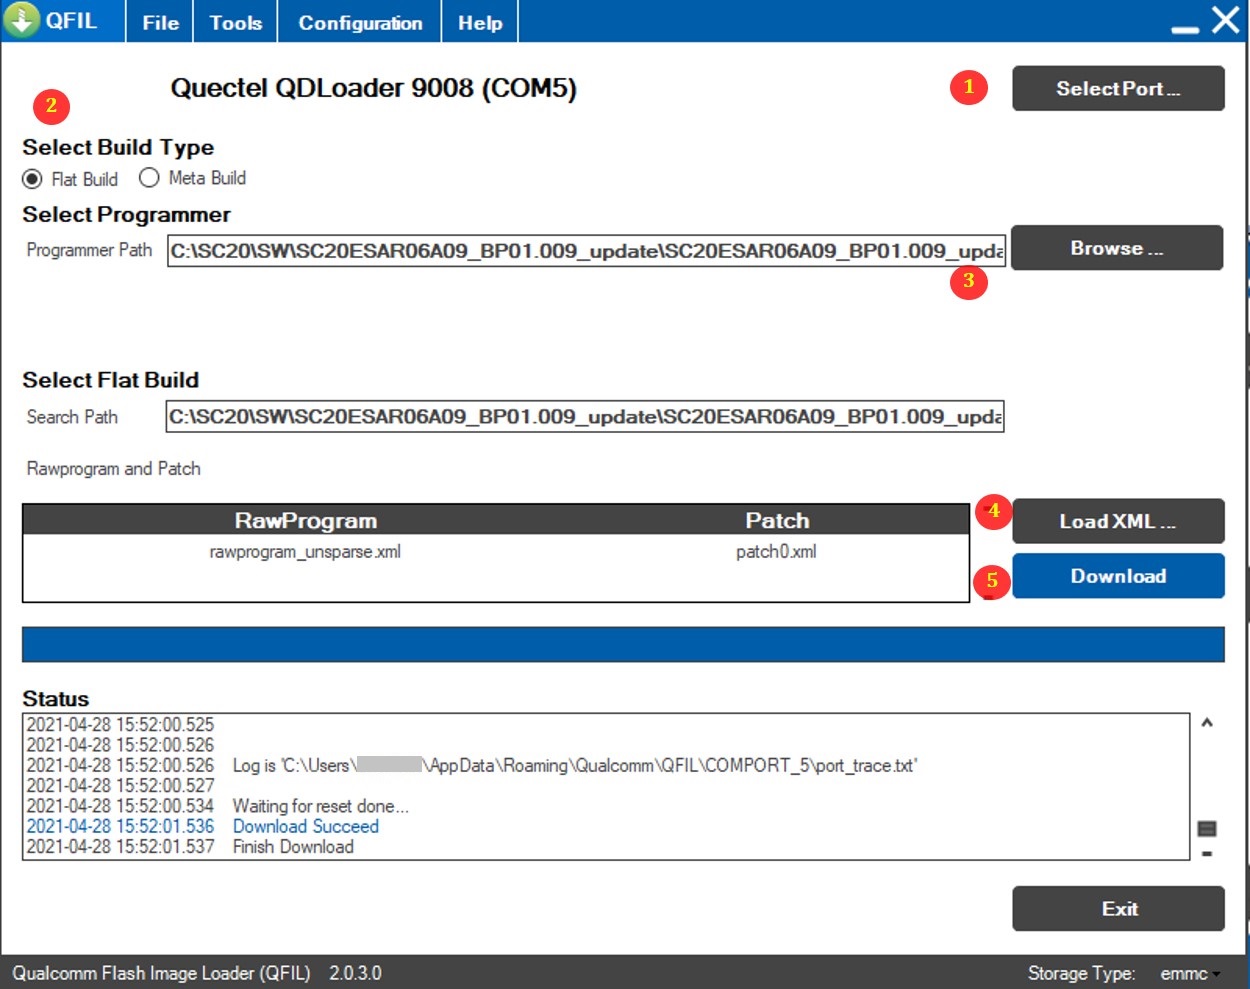 QFIL File Tools Configuration Help
Quectel QDLoader 9008 (COM5) 1 Select Port ...
2
Select Build Type
Flat Build Meta Build
Select Programmer
Programmer Path C:\SC20\SW\SC20ESAR06A09_BP01.009_update\SC20ESAR06A09_BP01.009_upda Browse ...
3
Select Flat Build
Search Path C:\SC20\SW\SC20ESAR06A09_BP01.009_update\SC20ESAR06A09_BP01.009_upda
Rawprogram and Patch
RawProgram Patch 4 Load XML ...
rawprogram_unsparse.xml patch0.xml
5 Download
Status
2021-04-28 15:52:00.525
2021-04-28 15:52:00.526
2021-04-28 15:52:00.526 Log is 'C:\Users\ \AppData\Roaming\Qualcomm\QFIL\COMPORT_5\port_trace.txt'
2021-04-28 15:52:00.527
2021-04-28 15:52:00.534 Waiting for reset done...
2021-04-28 15:52:01.536 Download Succeed
2021-04-28 15:52:01.537 Finish Download
Exit
Qualcomm Flash Image Loader (QFIL) 2.0.3.0 Storage Type: emmc